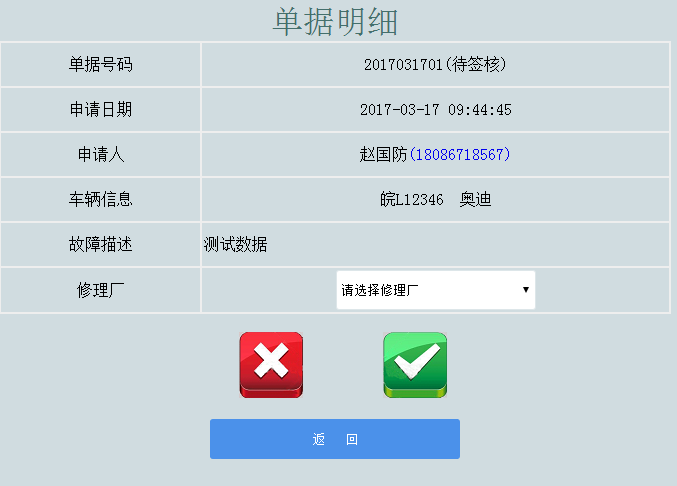 单据明细
单据号码 2017031701(待签核)
申请日期 2017-03-17 09:44:45
申请人 赵国防(18086718567)
车辆信息 皖L12346 奥迪
故障描述 测试数据
修理厂 请选择修理厂
返 回